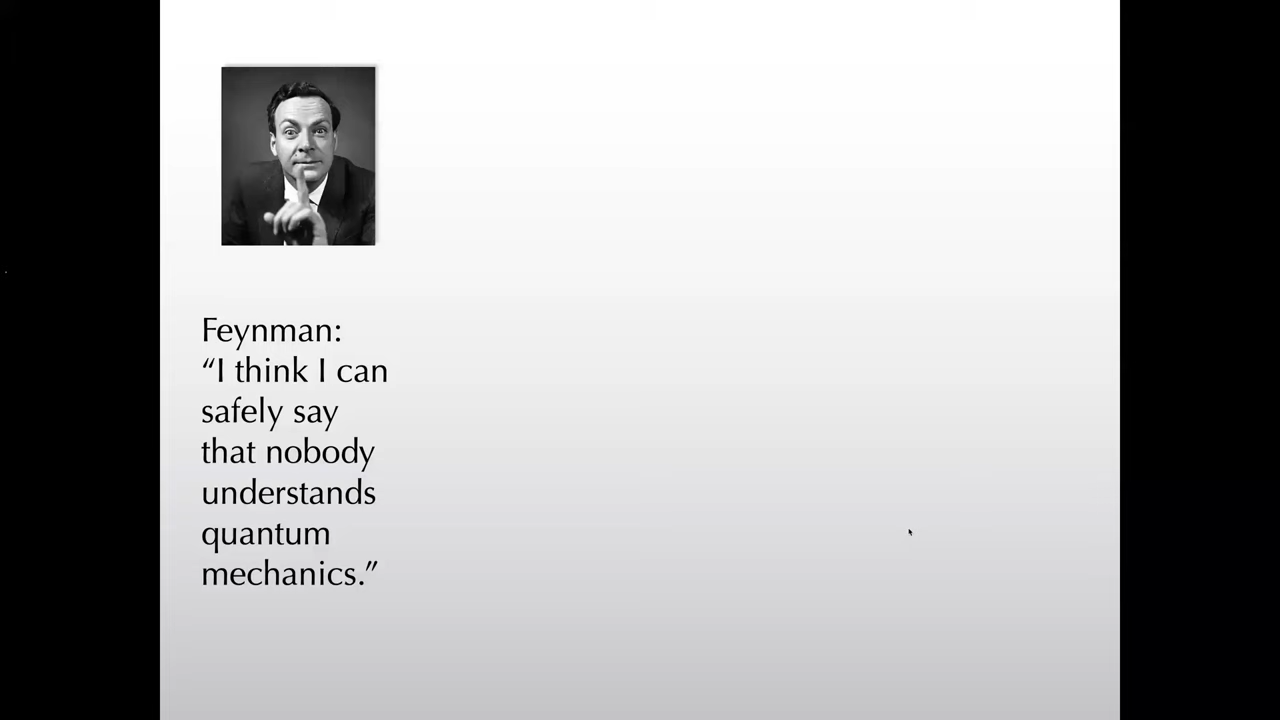 Feynman:
“I think I can
safely say
that nobody
understands
quantum
mechanics.”